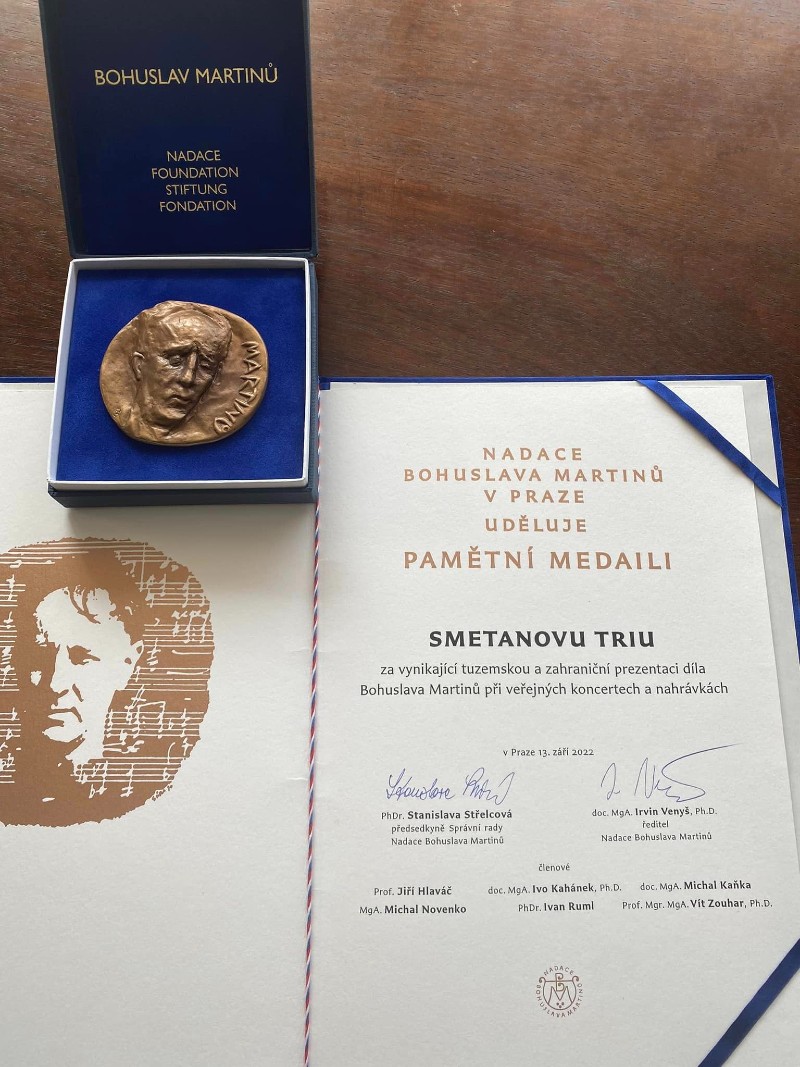 BOHUSLAV MARTINŮ
NADACE
FOUNDATION
STIFTUNG
FONDATION
MARTINŮ
NADACE
BOHUSLAVA MARTINŮ
V PRAZE
UDĚLUJE
PAMĚTNÍ MEDAILI
SMETANOVU TRIU
za vynikající tuzemskou a zahraniční prezentaci díla
Bohuslava Martinů při veřejných koncertech a nahrávkách
v Praze 13. září 2022
PhDr. Stanislava Střelcová
předsedkyně Správní rady
Nadace Bohuslava Martinů
doc. MgA. Irvin Venyš, Ph.D.
ředitel
Nadace Bohuslava Martinů
členové
Prof. Jiří Hlaváč doc. MgA. Ivo Kahánek, Ph.D. doc. MgA. Michal Kaňka
MgA. Michal Novenko PhDr. Ivan Ruml Prof. Mgr. MgA. Vít Zouhar, Ph.D.
NADACE BOHUSLAVA MARTINŮ